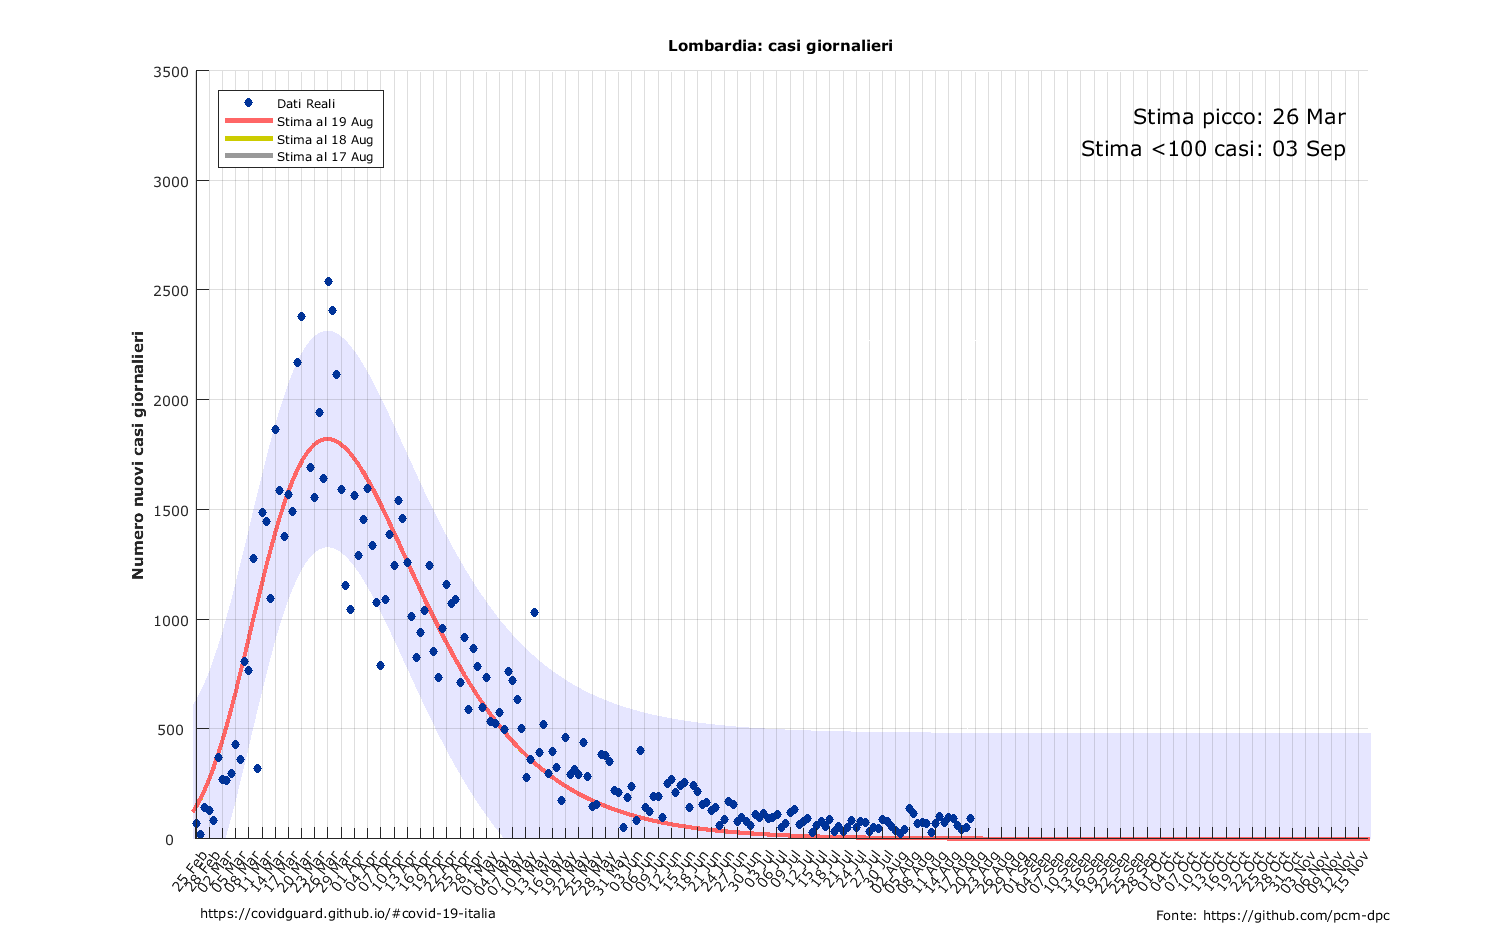 Lombardia: casi giornalieri
3500
3000
2500
2000
1500
1000
500
0
Numero nuovi casi giornalieri
Dati Reali
Stima al 19 Aug
Stima al 18 Aug
Stima al 17 Aug
Stima picco: 26 Mar
Stima <100 casi: 03 Sep
25 Feb
28 Feb
02 Mar
05 Mar
08 Mar
11 Mar
14 Mar
17 Mar
20 Mar
23 Mar
26 Mar
29 Mar
01 Apr
04 Apr
07 Apr
10 Apr
13 Apr
16 Apr
19 Apr
22 Apr
25 Apr
28 Apr
01 May
04 May
07 May
10 May
13 May
16 May
19 May
22 May
25 May
28 May
31 May
03 Jun
06 Jun
09 Jun
12 Jun
15 Jun
18 Jun
21 Jun
24 Jun
27 Jun
30 Jun
03 Jul
06 Jul
09 Jul
12 Jul
15 Jul
18 Jul
21 Jul
24 Jul
27 Jul
30 Jul
02 Aug
05 Aug
08 Aug
11 Aug
14 Aug
17 Aug
20 Aug
23 Aug
26 Aug
29 Aug
01 Sep
04 Sep
07 Sep
10 Sep
13 Sep
16 Sep
19 Sep
22 Sep
25 Sep
28 Sep
01 Oct
04 Oct
07 Oct
10 Oct
13 Oct
16 Oct
19 Oct
22 Oct
25 Oct
28 Oct
31 Oct
03 Nov
06 Nov
09 Nov
12 Nov
15 Nov
https://covidguard.github.io/#covid-19-italia
Fonte: https://github.com/pcm-dpc